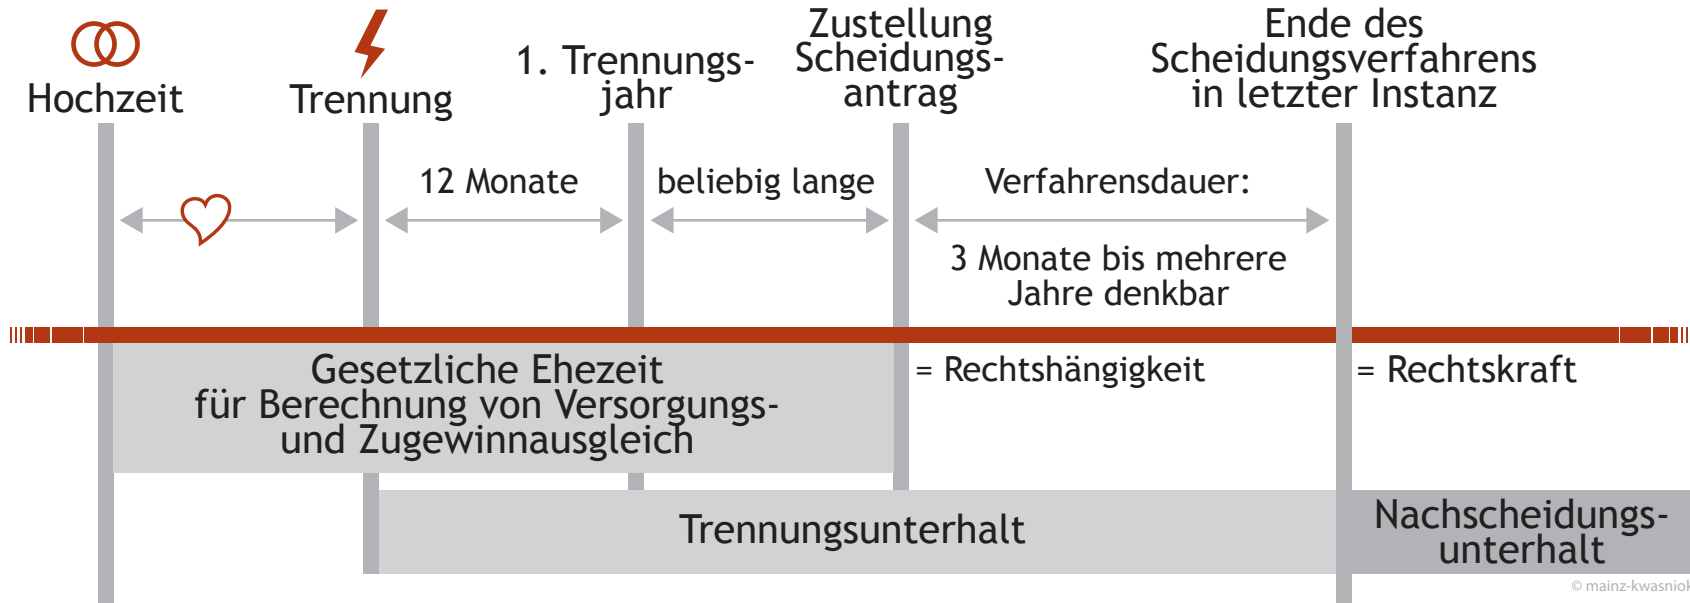 Hochzeit
Trennung
1. Trennungs-
jahr
Zustellung
Scheidungs-
antrag
Ende des
Scheidungsverfahrens
in letzter Instanz
12 Monate
beliebig lange
Verfahrensdauer:
3 Monate bis mehrere
Jahre denkbar
Gesetzliche Ehezeit
für Berechnung von Versorgungs-
und Zugewinnausgleich
= Rechtshängigkeit
= Rechtskraft
Trennungsunterhalt
Nachscheidungs-
unterhalt
© mainz-kwasniok